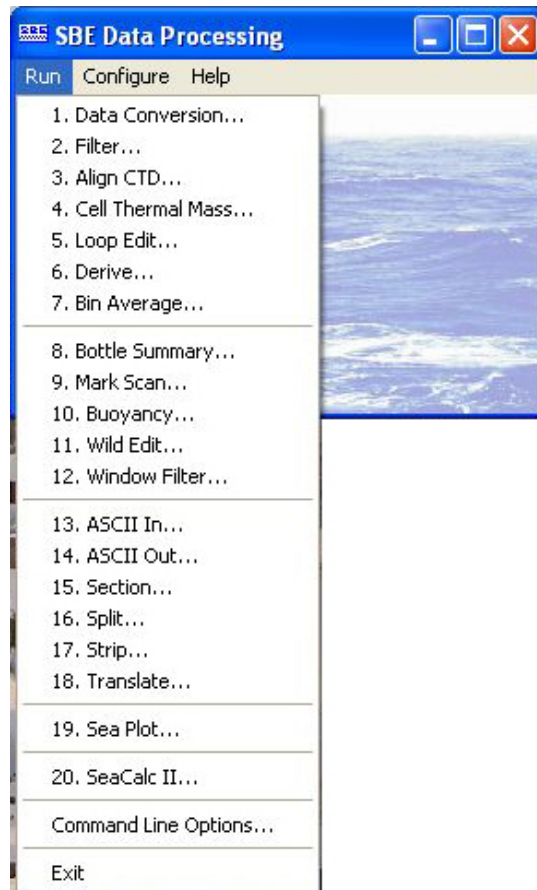 SBE SBE Data Processing
Run Configure Help
1. Data Conversion...
2. Filter...
3. Align CTD...
4. Cell Thermal Mass...
5. Loop Edit...
6. Derive...
7. Bin Average...
8. Bottle Summary...
9. Mark Scan...
10. Buoyancy...
11. Wild Edit...
12. Window Filter...
13. ASCII In...
14. ASCII Out...
15. Section...
16. Split...
17. Strip...
18. Translate...
19. Sea Plot...
20. SeaCalc II...
Command Line Options...
Exit